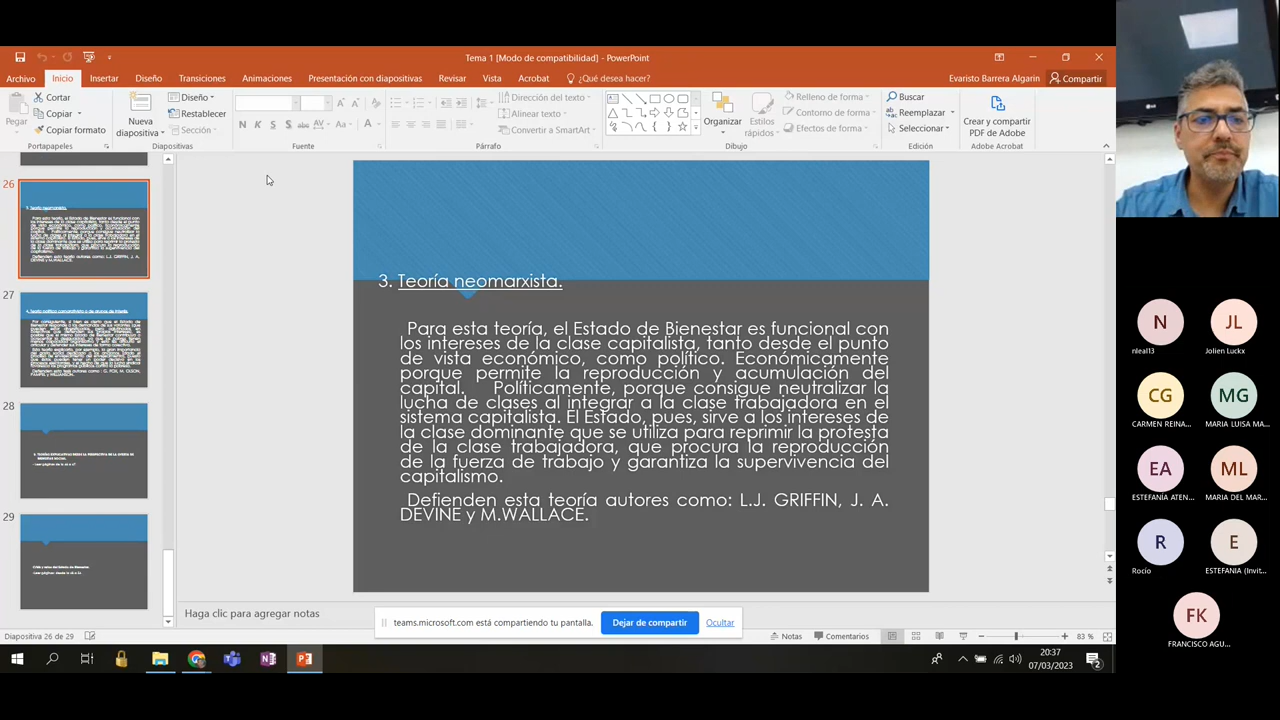 Tema 1 [Modo de compatibilidad] - PowerPoint
Archivo Inicio Insertar Diseño Transiciones Animaciones Presentación con diapositivas Revisar Vista Acrobat ¿Qué desea hacer? Evaristo Barrera Algarin Compartir
Pegar
Cortar
Copiar
Copiar formato
Portapapeles
Nueva
diapositiva
Diseño
Restablecer
Sección
Diapositivas
N K S S abc AV Aa A
Fuente
Dirección del texto
Alinear texto
Convertir a SmartArt
Párrafo
Organizar
Estilos
rápidos
Relleno de forma
Contorno de forma
Efectos de forma
Dibujo
Buscar
Reemplazar
Seleccionar
Edición
Crear y compartir
PDF de Adobe
Adobe Acrobat
26
27
28
29
3. Teoría neomarxista.
Para esta teoría, el Estado de Bienestar es funcional con
los intereses de la clase capitalista, tanto desde el punto
de vista económico, como político. Económicamente
porque permite la reproducción y acumulación del
capital. Políticamente, porque consigue neutralizar la
lucha de clases al integrar a la clase trabajadora en el
sistema capitalista. El Estado, pues, sirve a los intereses de
la clase dominante que se utiliza para reprimir la protesta
de la clase trabajadora, que procura la reproducción
de la fuerza de trabajo y garantiza la supervivencia del
capitalismo.
Defienden esta teoría autores como: L.J. GRIFFIN, J. A.
DEVINE y M.WALLACE.
Haga clic para agregar notas
teams.microsoft.com está compartiendo tu pantalla. Dejar de compartir Ocultar
Diapositiva 26 de 29 Notas Comentarios 83 %
20:37
07/03/2023
2
N JL
nleal13 Jolien Luckx
CG MG
CARMEN REINA... MARIA LUISA MA...
EA ML
ESTEFANÍA ATEN... MARIA DEL MAR...
R E
Rocío ESTEFANIA (Invit...
FK
FRANCISCO AGU...